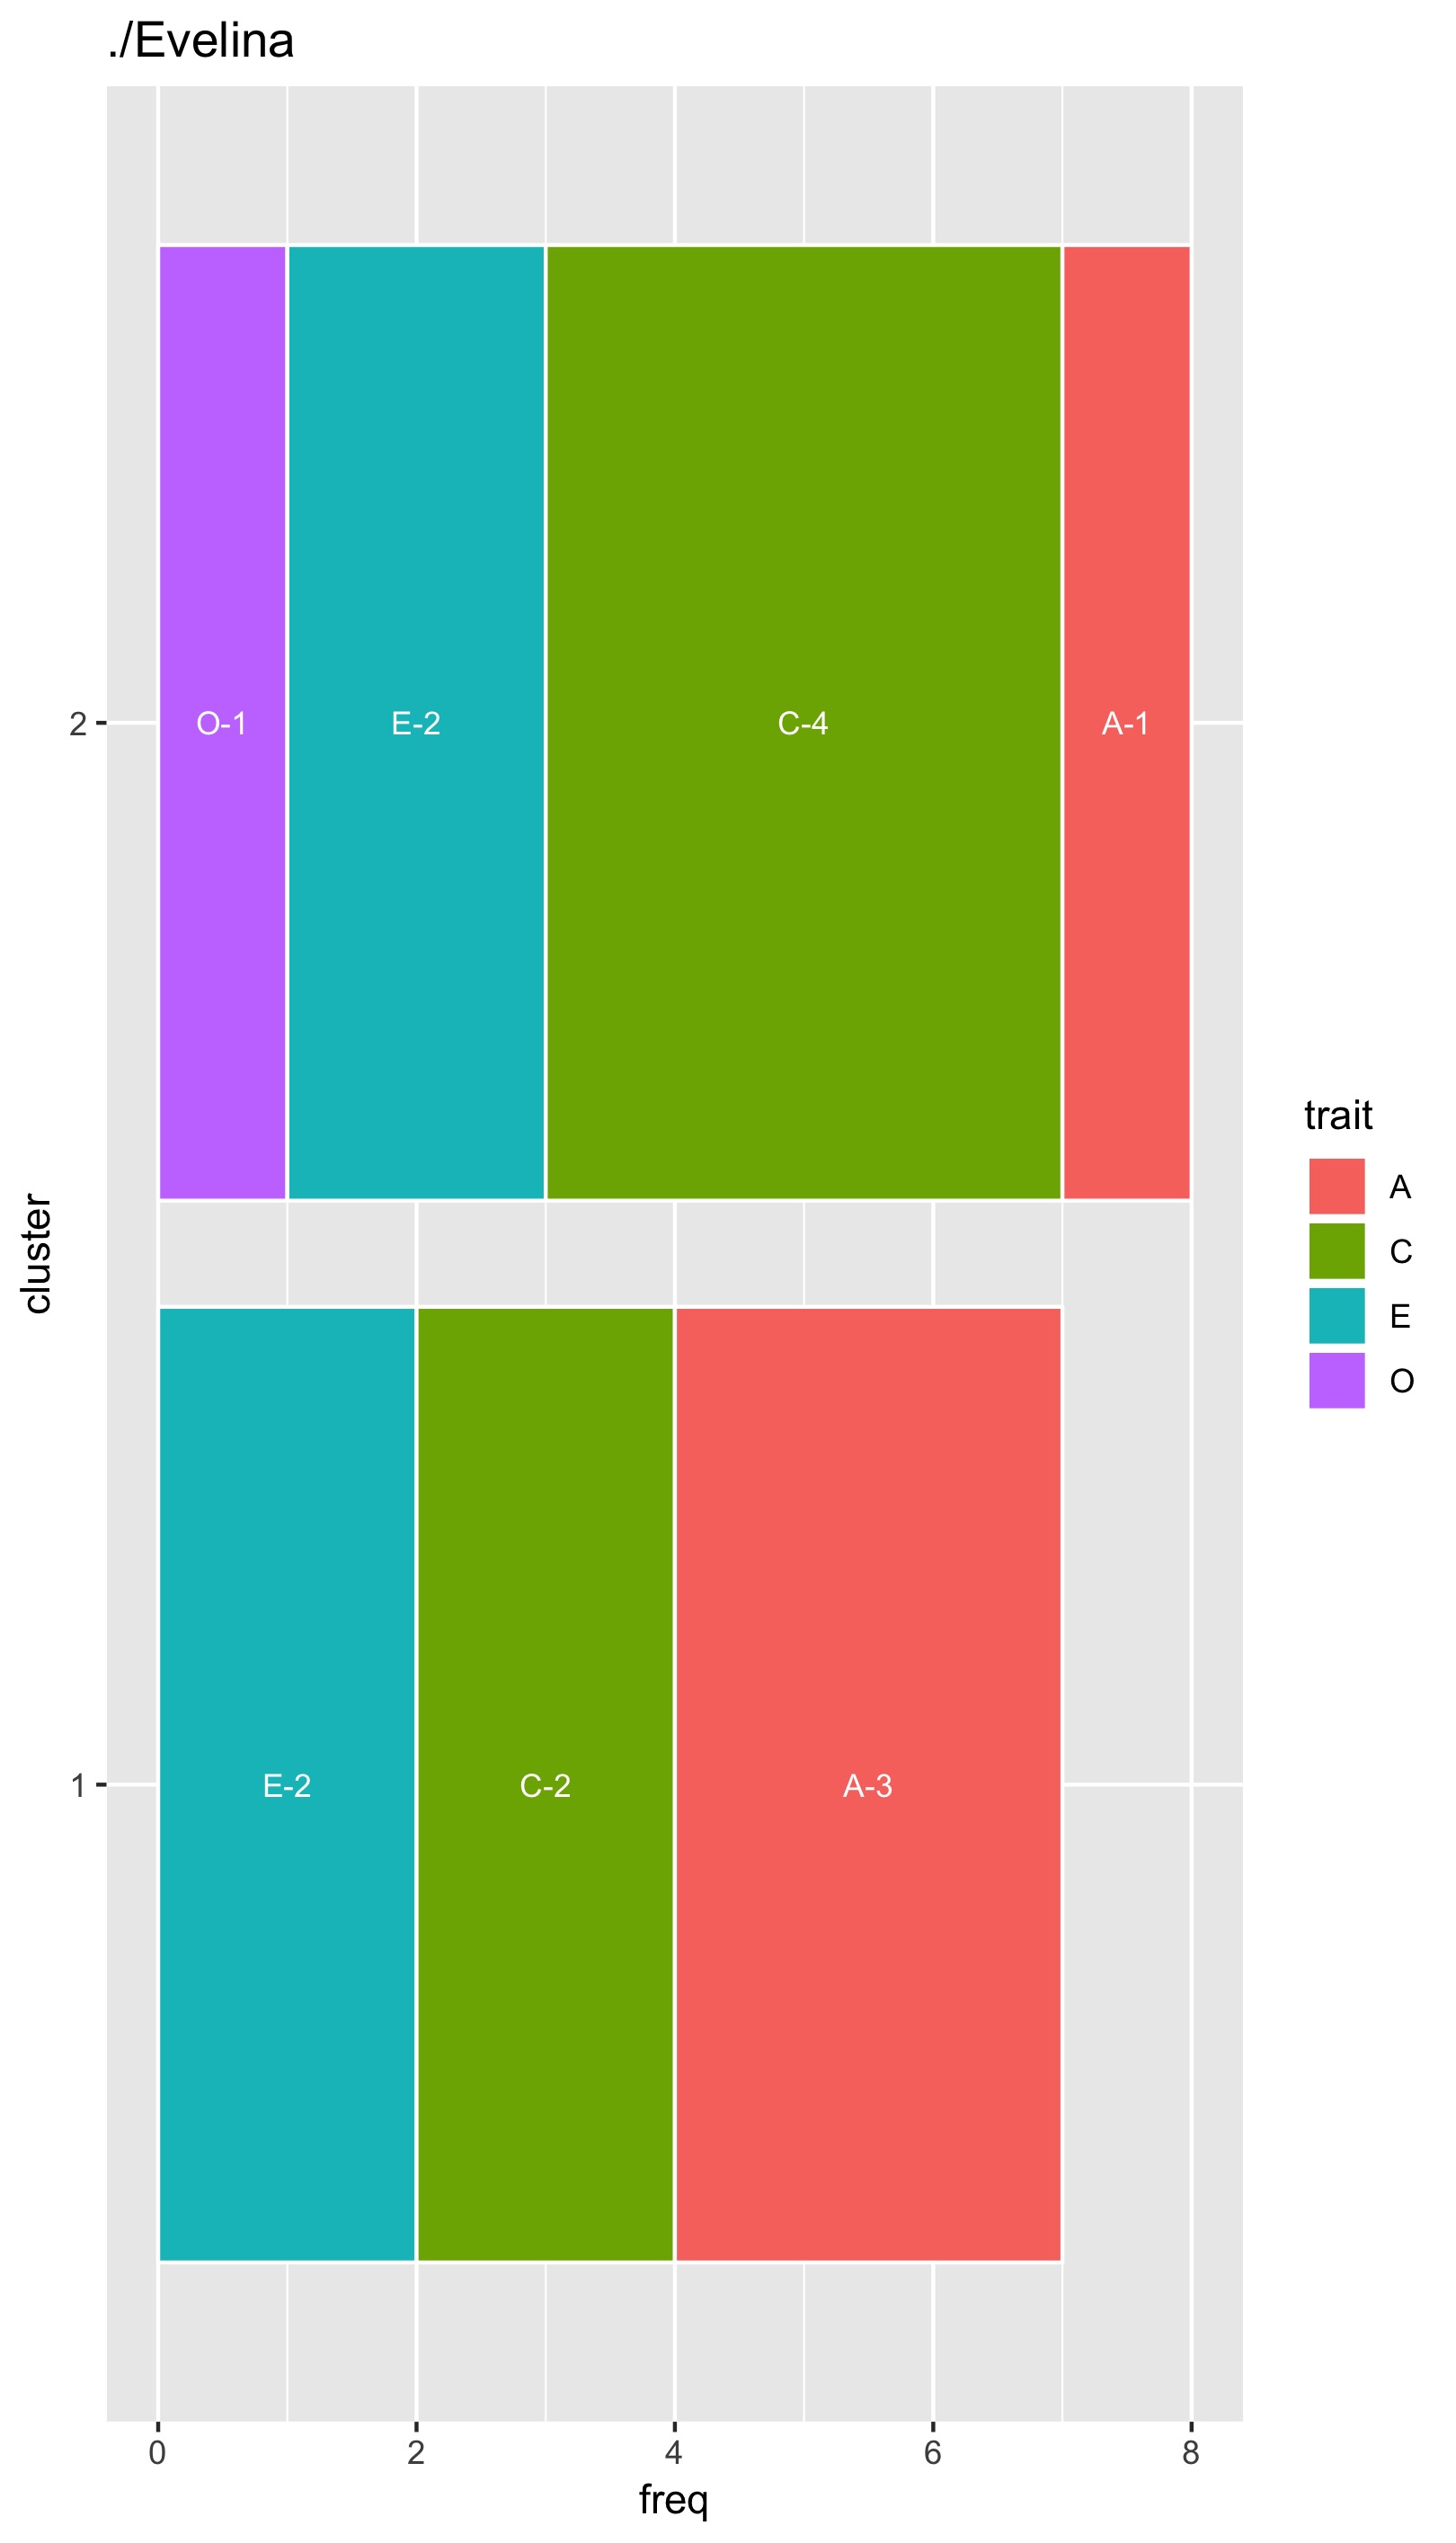 ./Evelina
2
O-1 E-2 C-4 A-1
cluster
1
E-2 C-2 A-3
0 2 4 6 8
freq
trait
A
C
E
O